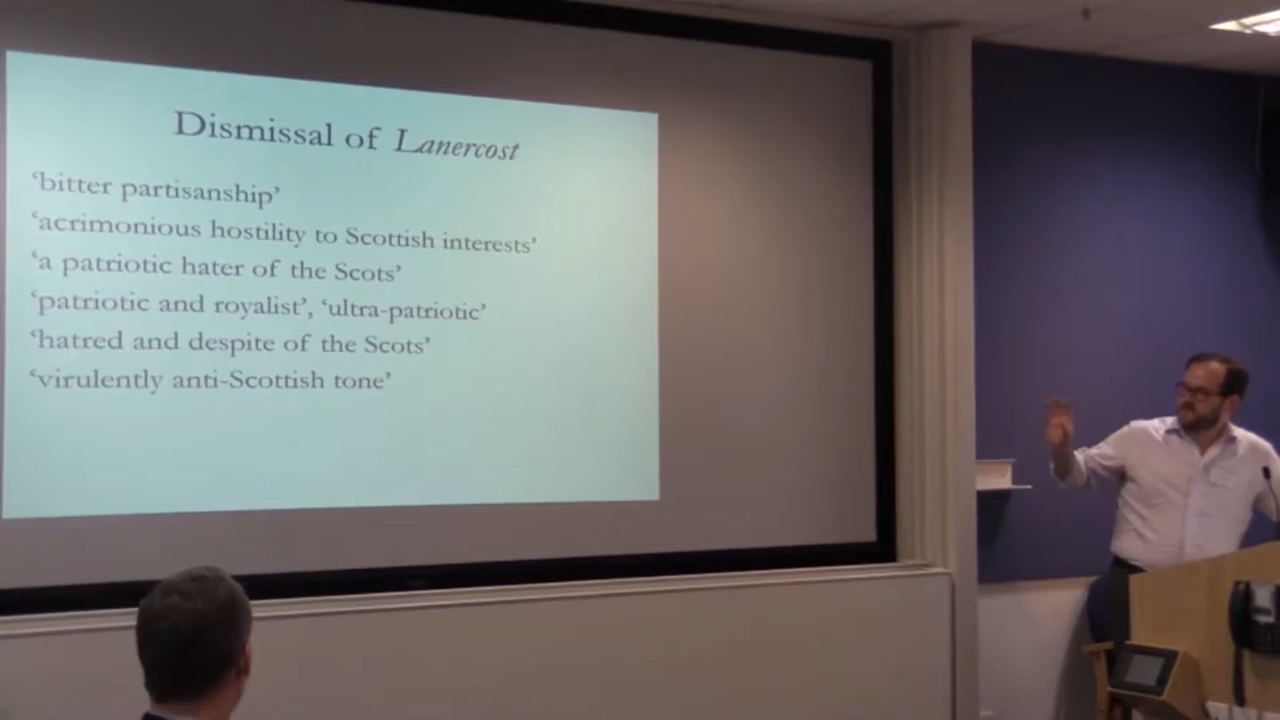 Dismissal of Lanercost
‘bitter partisanship’
‘acrimonious hostility to Scottish interests’
‘a patriotic hater of the Scots’
‘patriotic and royalist’, ‘ultra-patriotic’
‘hatred and despite of the Scots’
‘virulently anti-Scottish tone’